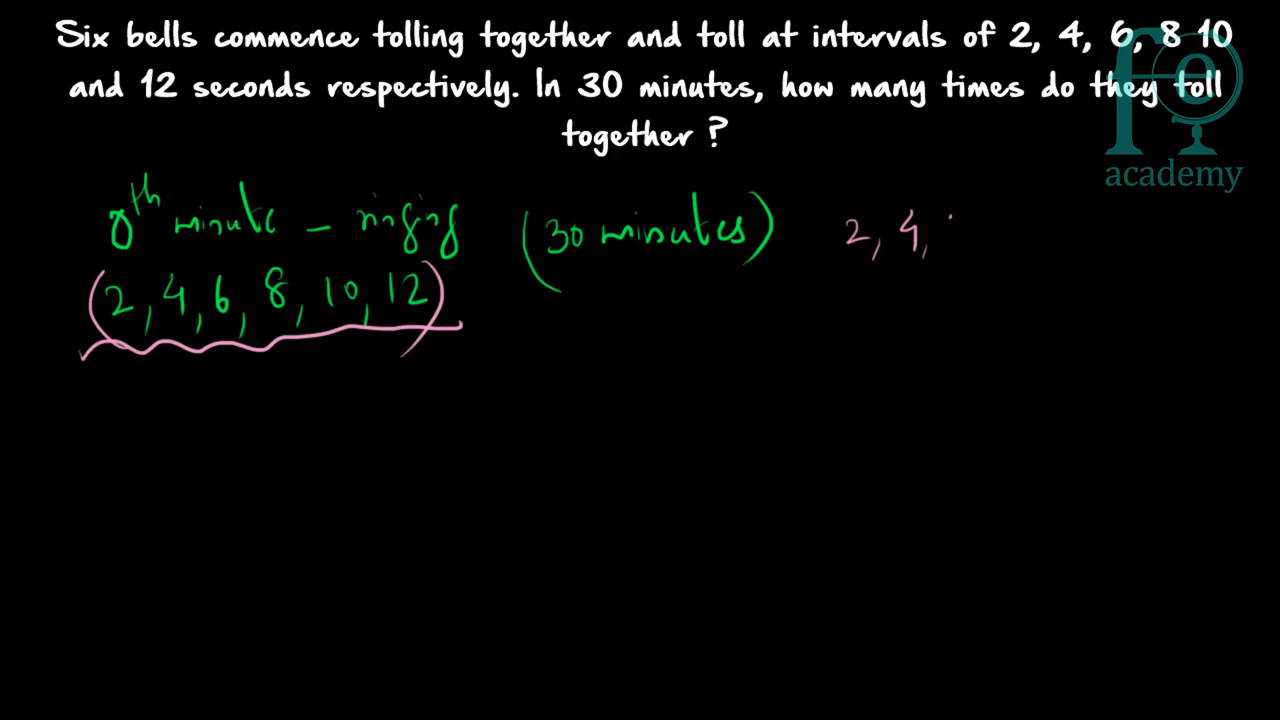 Six bells commence tolling together and toll at intervals of 2, 4, 6, 8 10
and 12 seconds respectively. In 30 minutes, how many times do they toll
together ?
fe
academy
0th minute - ringing (30 minutes) 2, 4,
(2, 4, 6, 8, 10, 12)